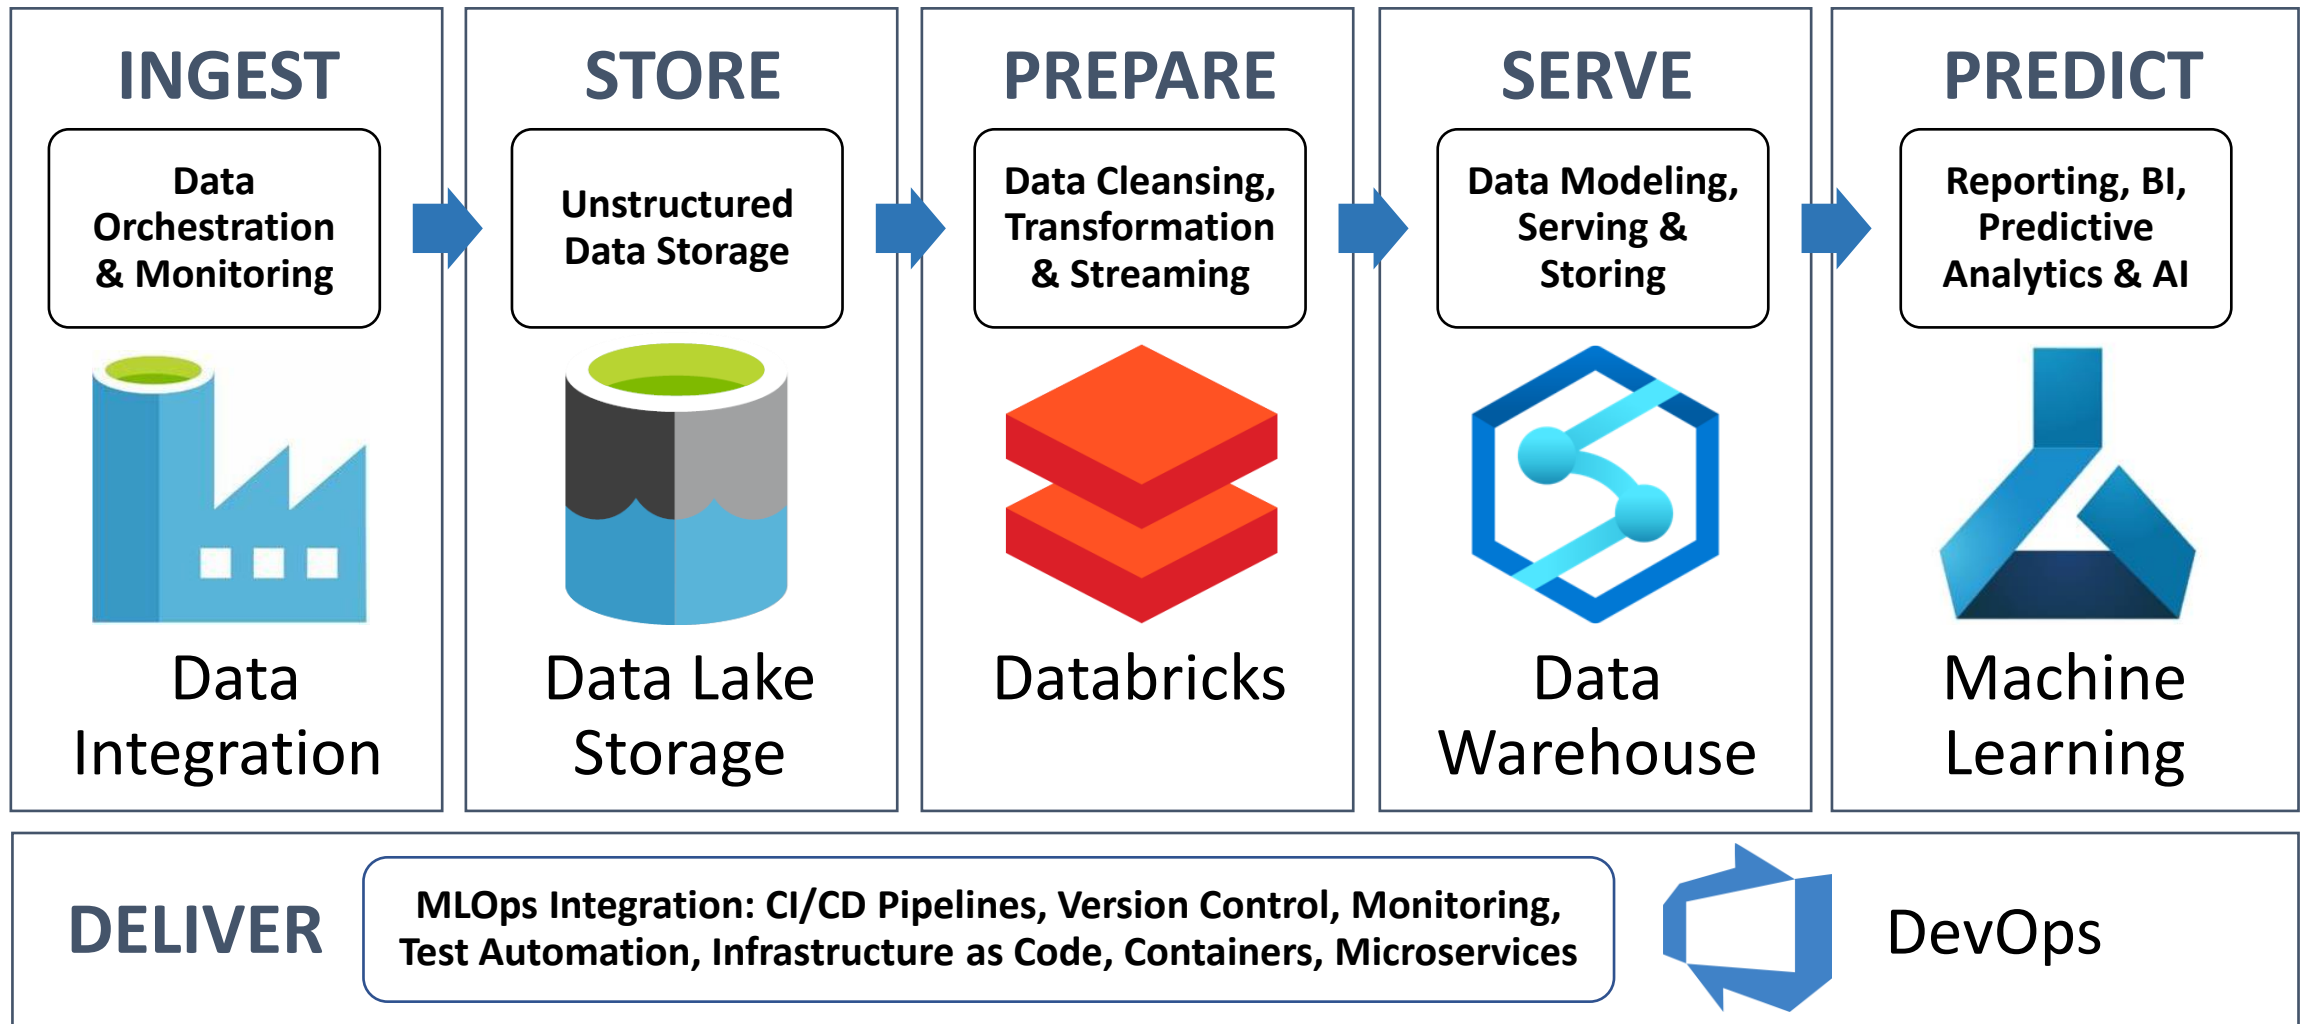 INGEST
Data
Orchestration
& Monitoring
Data
Integration
STORE
Unstructured
Data Storage
Data Lake
Storage
PREPARE
Data Cleansing,
Transformation
& Streaming
Databricks
SERVE
Data Modeling,
Serving &
Storing
Data
Warehouse
PREDICT
Reporting, BI,
Predictive
Analytics & AI
Machine
Learning
DELIVER
MLOps Integration: CI/CD Pipelines, Version Control, Monitoring,
Test Automation, Infrastructure as Code, Containers, Microservices
DevOps